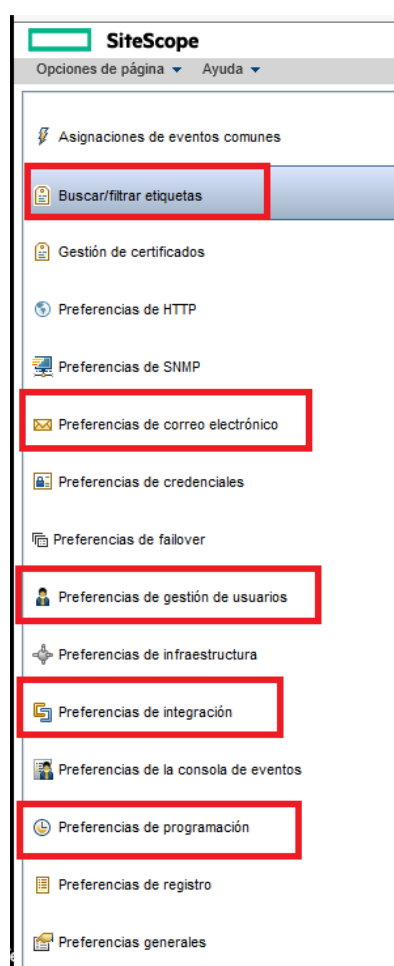 SiteScope
Opciones de página Ayuda
Asignaciones de eventos comunes
Buscar/filtrar etiquetas
Gestión de certificados
Preferencias de HTTP
Preferencias de SNMP
Preferencias de correo electrónico
Preferencias de credenciales
Preferencias de failover
Preferencias de gestión de usuarios
Preferencias de infraestructura
Preferencias de integración
Preferencias de la consola de eventos
Preferencias de programación
Preferencias de registro
Preferencias generales